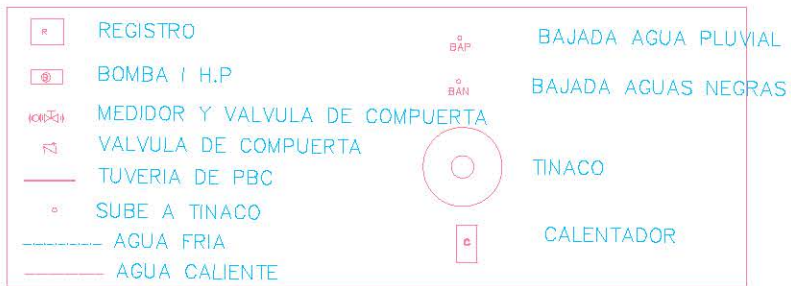 R REGISTRO
B BOMBA 1 H.P
MEDIDOR Y VALVULA DE COMPUERTA
VALVULA DE COMPUERTA
TUVERIA DE PBC
SUBE A TINACO
AGUA FRIA
AGUA CALIENTE
BAP BAJADA AGUA PLUVIAL
BAN BAJADA AGUAS NEGRAS
TINACO
C CALENTADOR